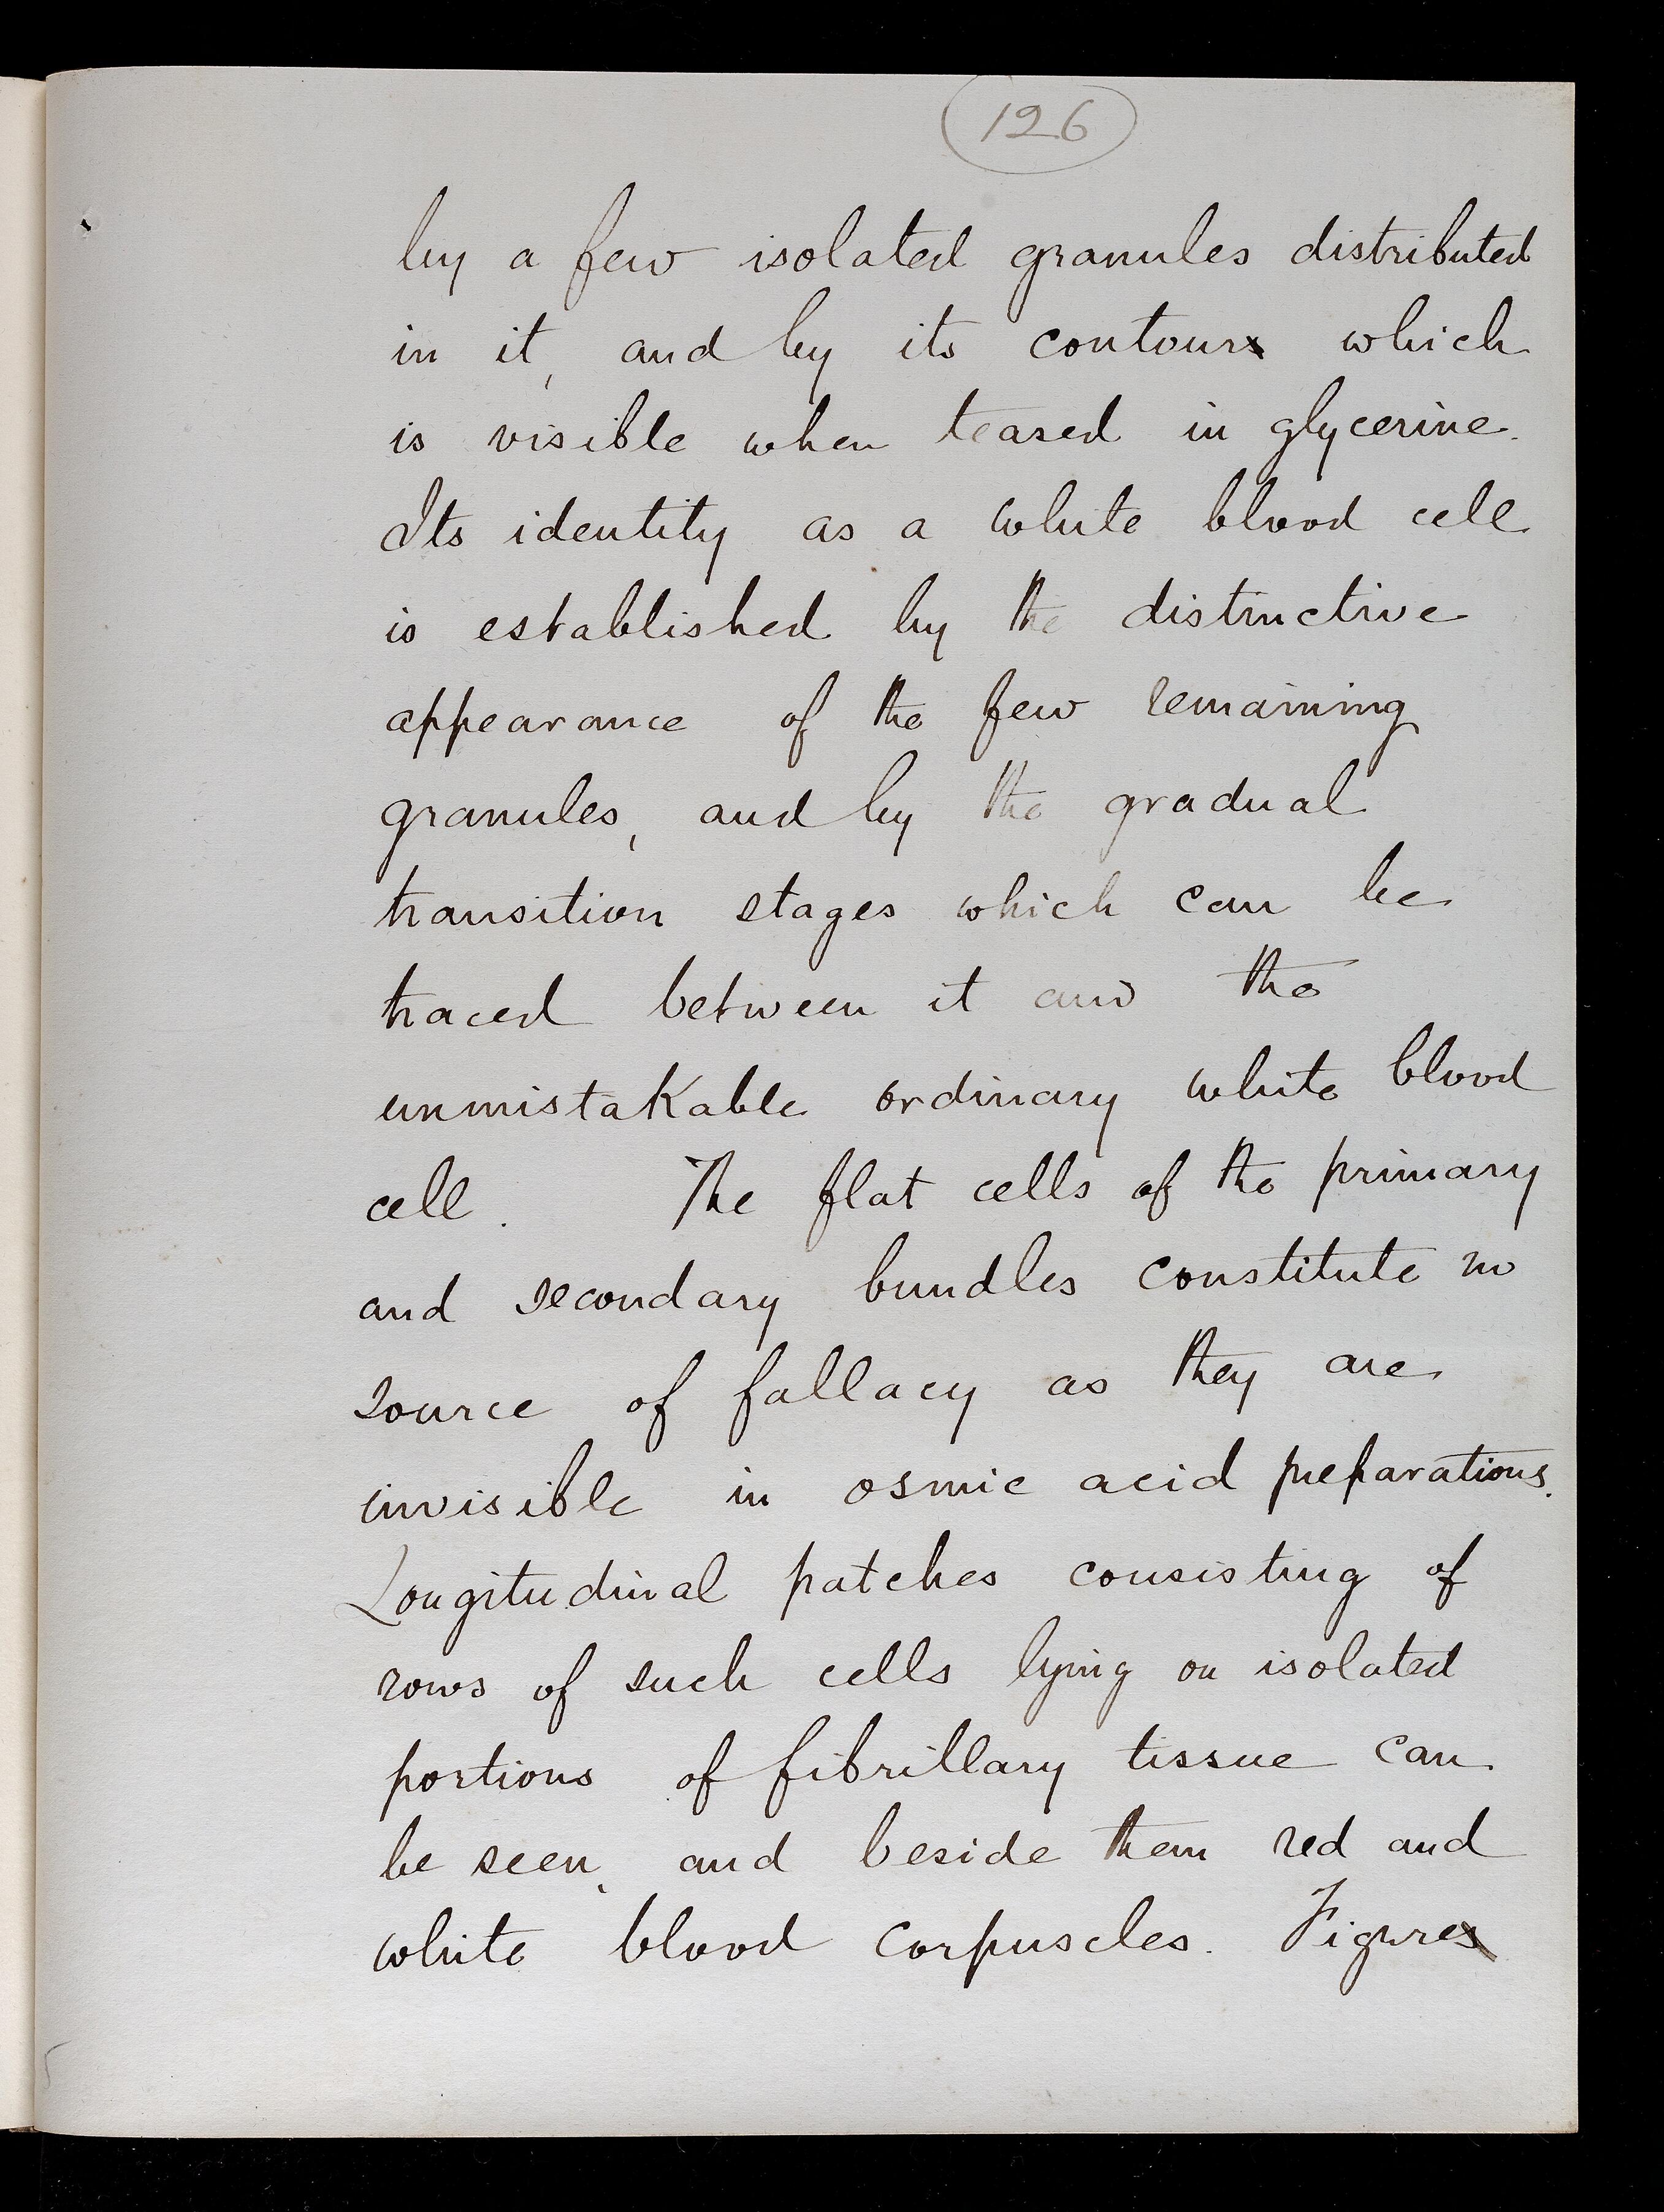 126
by a few isolated granules distributed
in it, and by its contour which
is visible when teased in glycerine.
Its identity as a white blood cell
is established by the distinctive
appearance of the few remaining
granules, and by the gradual
transition stages which can be
traced between it and the
unmistakable ordinary white blood
cell. The flat cells of the primary
and secondary bundles constitute no
source of fallacy as they are
invisible in osmic acid preparations.
Longitudinal patches consisting of
rows of such cells lying on isolated
portions of fibrillary tissue can
be seen, and beside them red and
white blood corpuscles. Figure